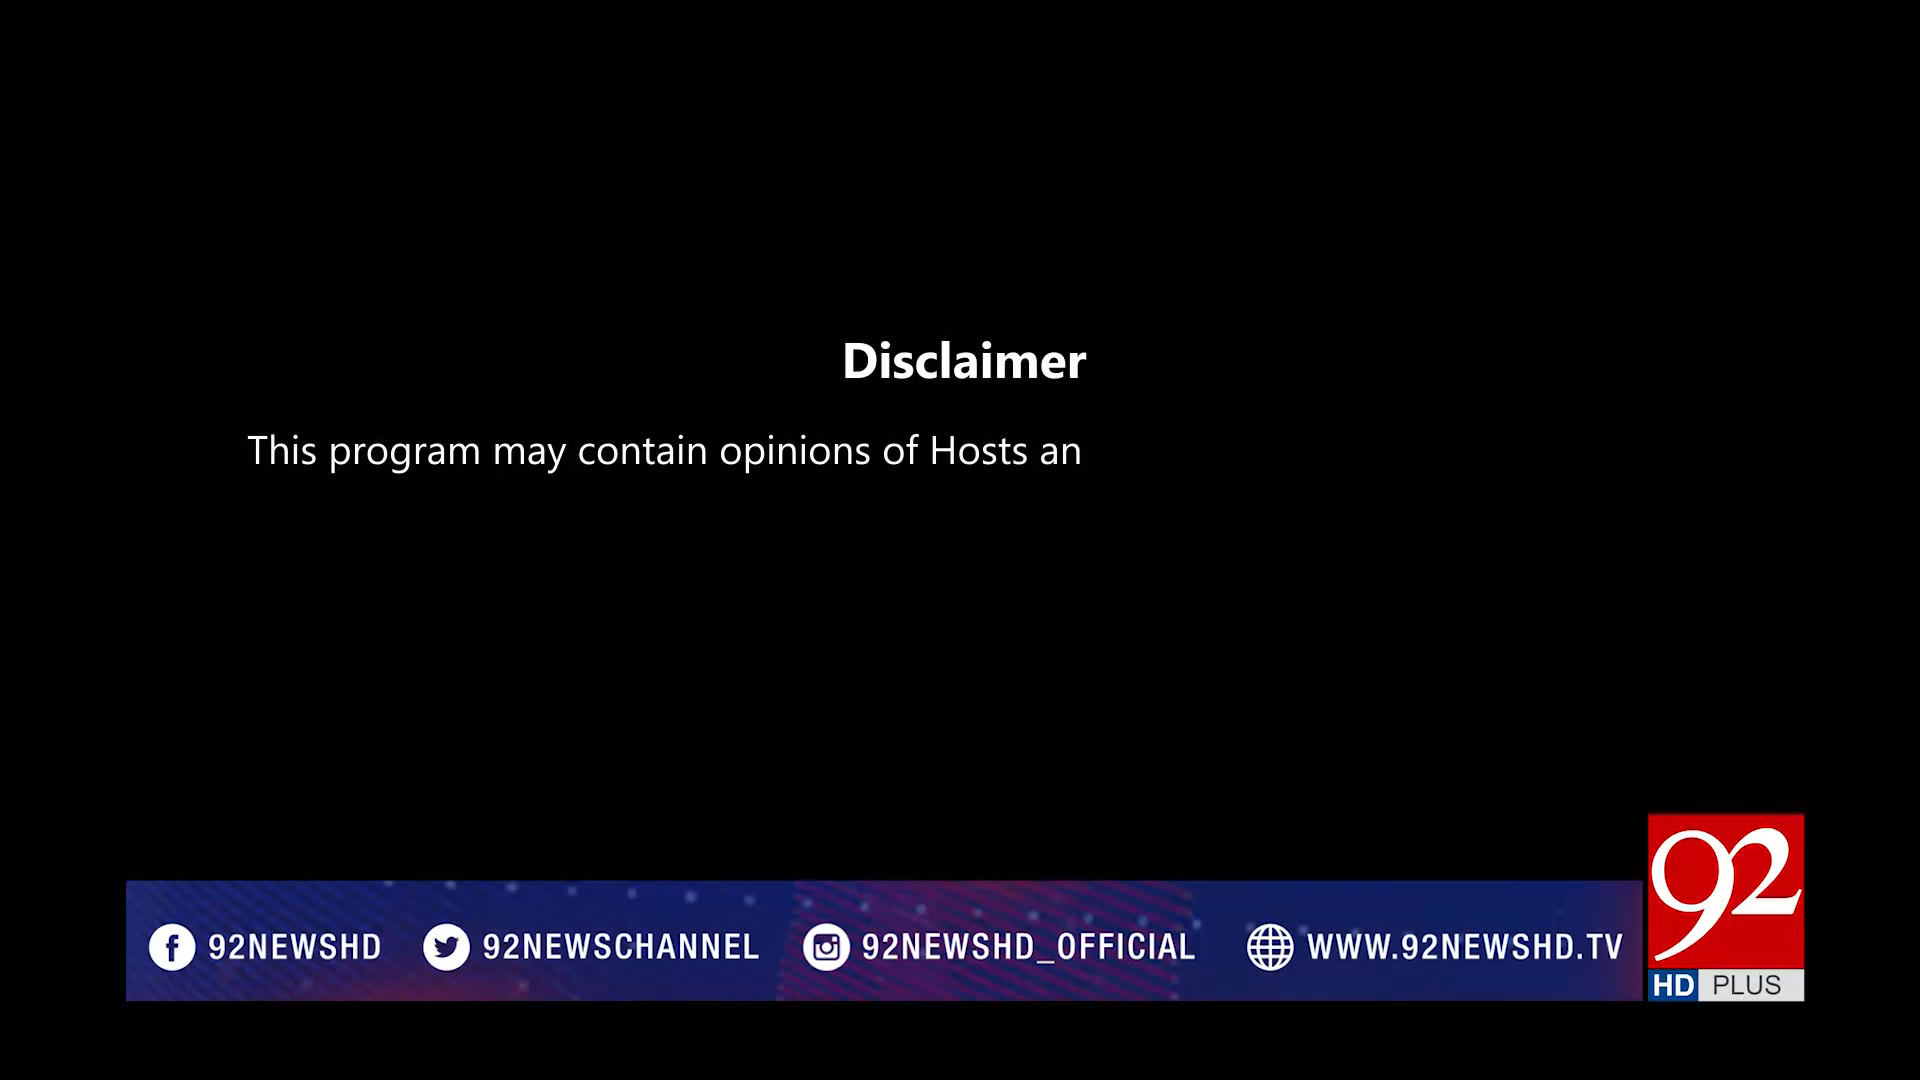 Disclaimer
This program may contain opinions of Hosts an
92NEWSHD 92NEWSCHANNEL 92NEWSHD_OFFICIAL WWW.92NEWSHD.TV
92
HD PLUS